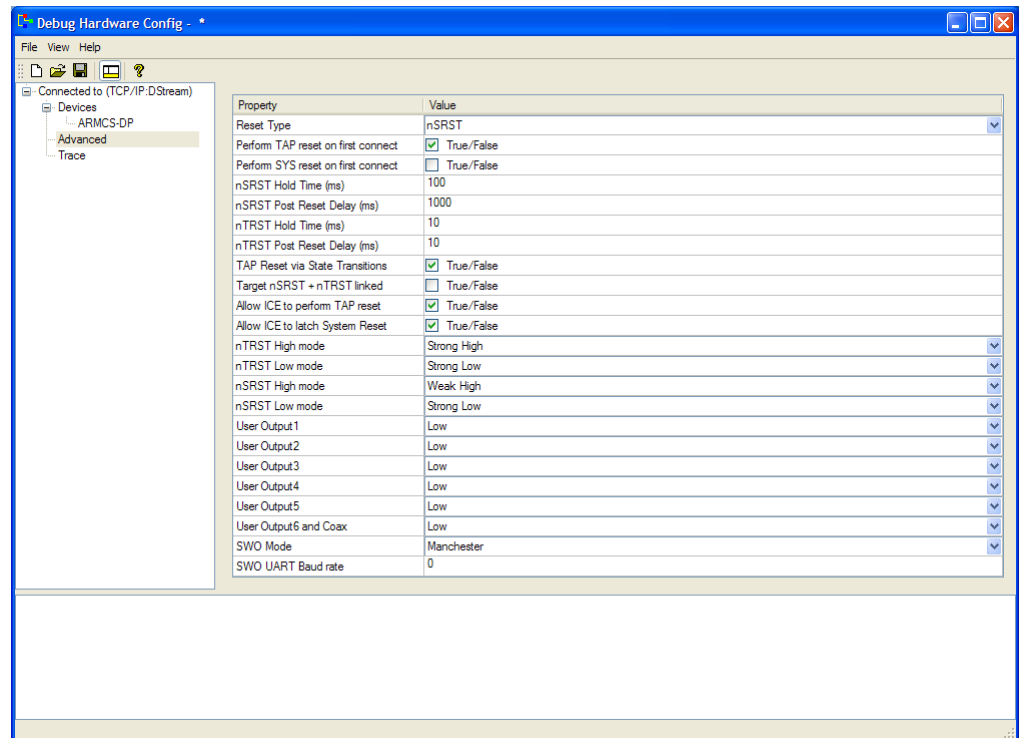 Debug Hardware Config - *
File View Help
Connected to (TCP/IP:DStream)
Devices
ARMCS-DP
Advanced
Trace
Property Value
Reset Type nSRST
Perform TAP reset on first connect True/False
Perform SYS reset on first connect True/False
nSRST Hold Time (ms) 100
nSRST Post Reset Delay (ms) 1000
nTRST Hold Time (ms) 10
nTRST Post Reset Delay (ms) 10
TAP Reset via State Transitions True/False
Target nSRST + nTRST linked True/False
Allow ICE to perform TAP reset True/False
Allow ICE to latch System Reset True/False
nTRST High mode Strong High
nTRST Low mode Strong Low
nSRST High mode Weak High
nSRST Low mode Strong Low
User Output1 Low
User Output2 Low
User Output3 Low
User Output4 Low
User Output5 Low
User Output6 and Coax Low
SWO Mode Manchester
SWO UART Baud rate 0